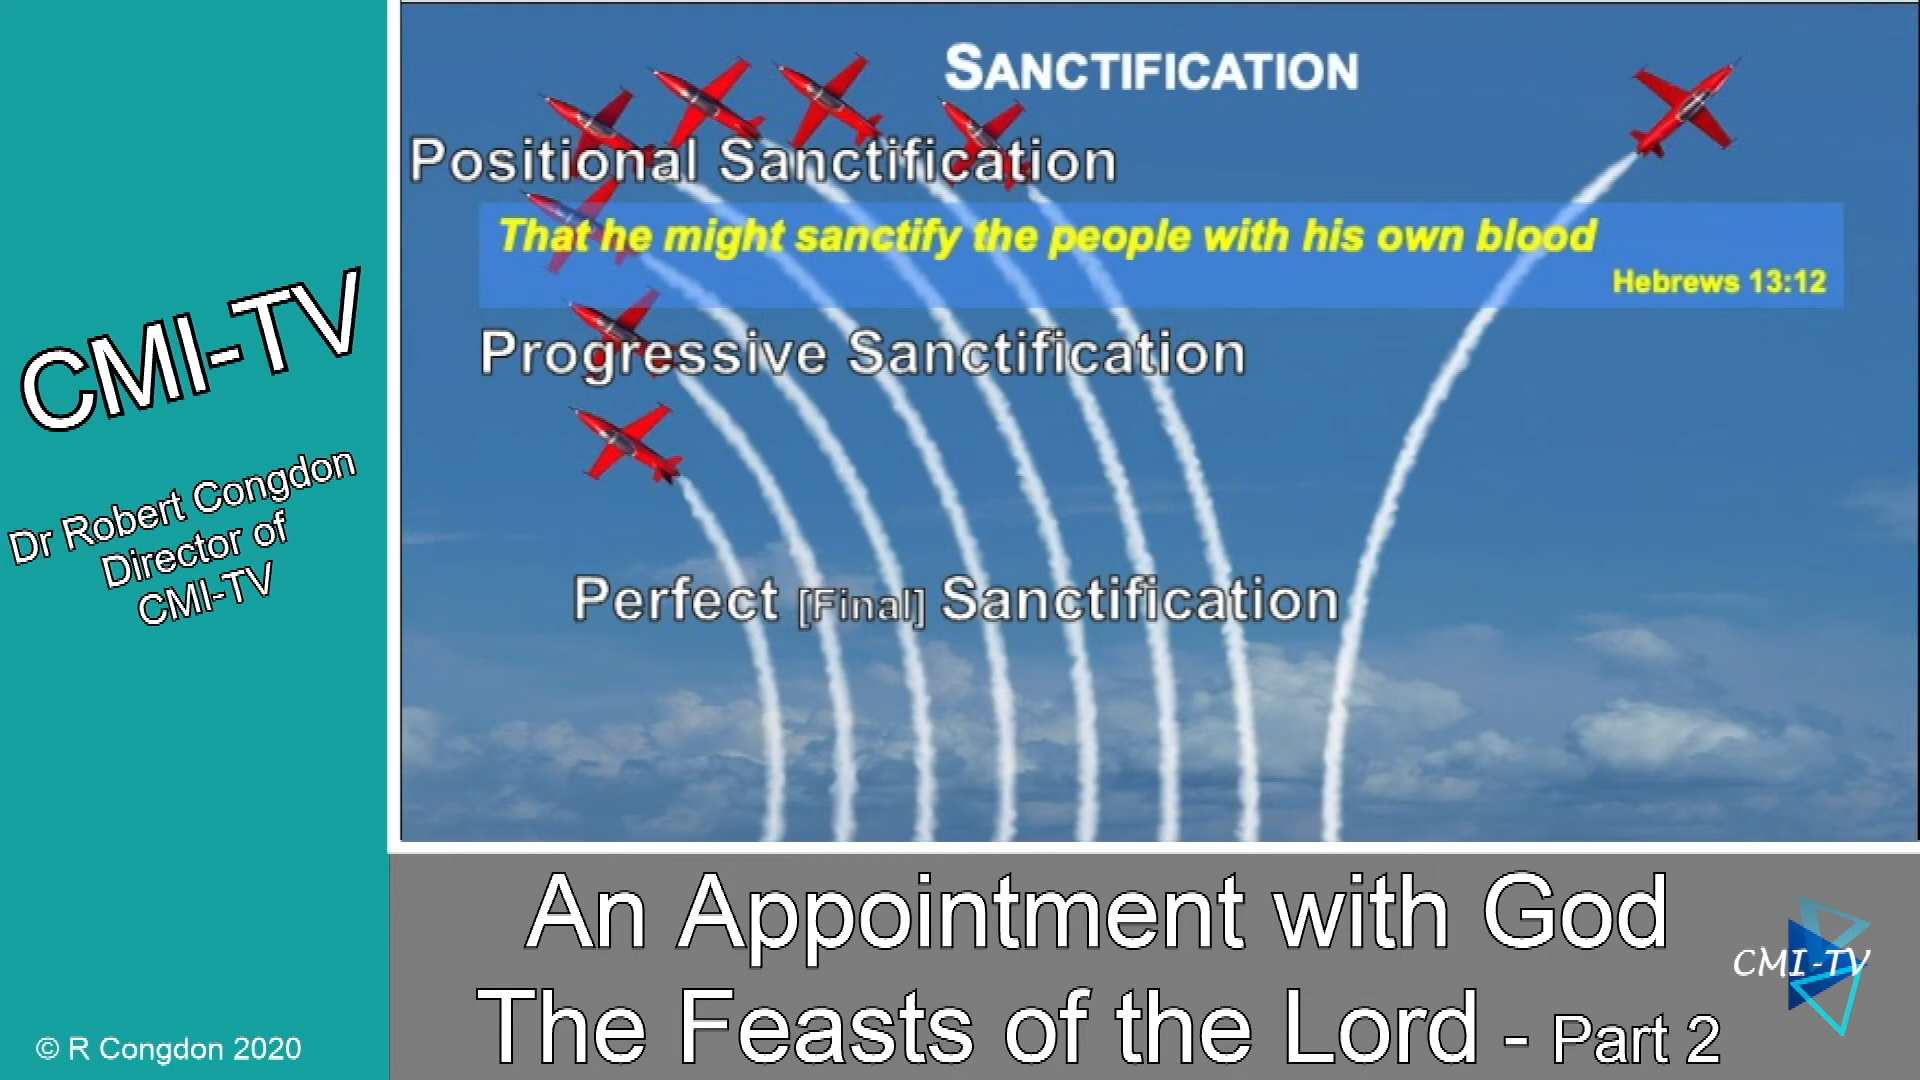 SANCTIFICATION
Positional Sanctification
That he might sanctify the people with his own blood
Hebrews 13:12
Progressive Sanctification
Perfect [Final] Sanctification
CMI-TV
Dr Robert Congdon
Director of
CMI-TV
© R Congdon 2020
An Appointment with God
The Feasts of the Lord - Part 2
CMI-TV